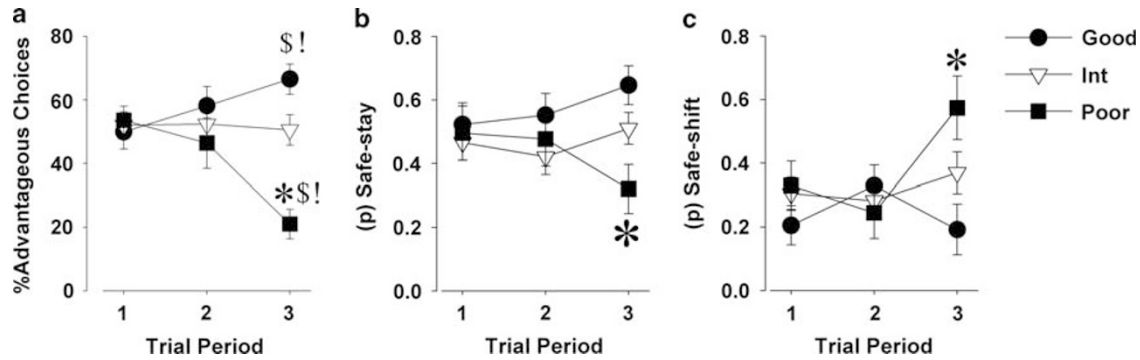 a
%Advantageous Choices
80
60
40
20
0
$!
*$!
1 2 3
Trial Period
b
(p) Safe-stay
0.8
0.6
0.4
0.2
0.0
*
1 2 3
Trial Period
c
(p) Safe-shift
0.8
0.6
0.4
0.2
0.0
*
1 2 3
Trial Period
Good
Int
Poor